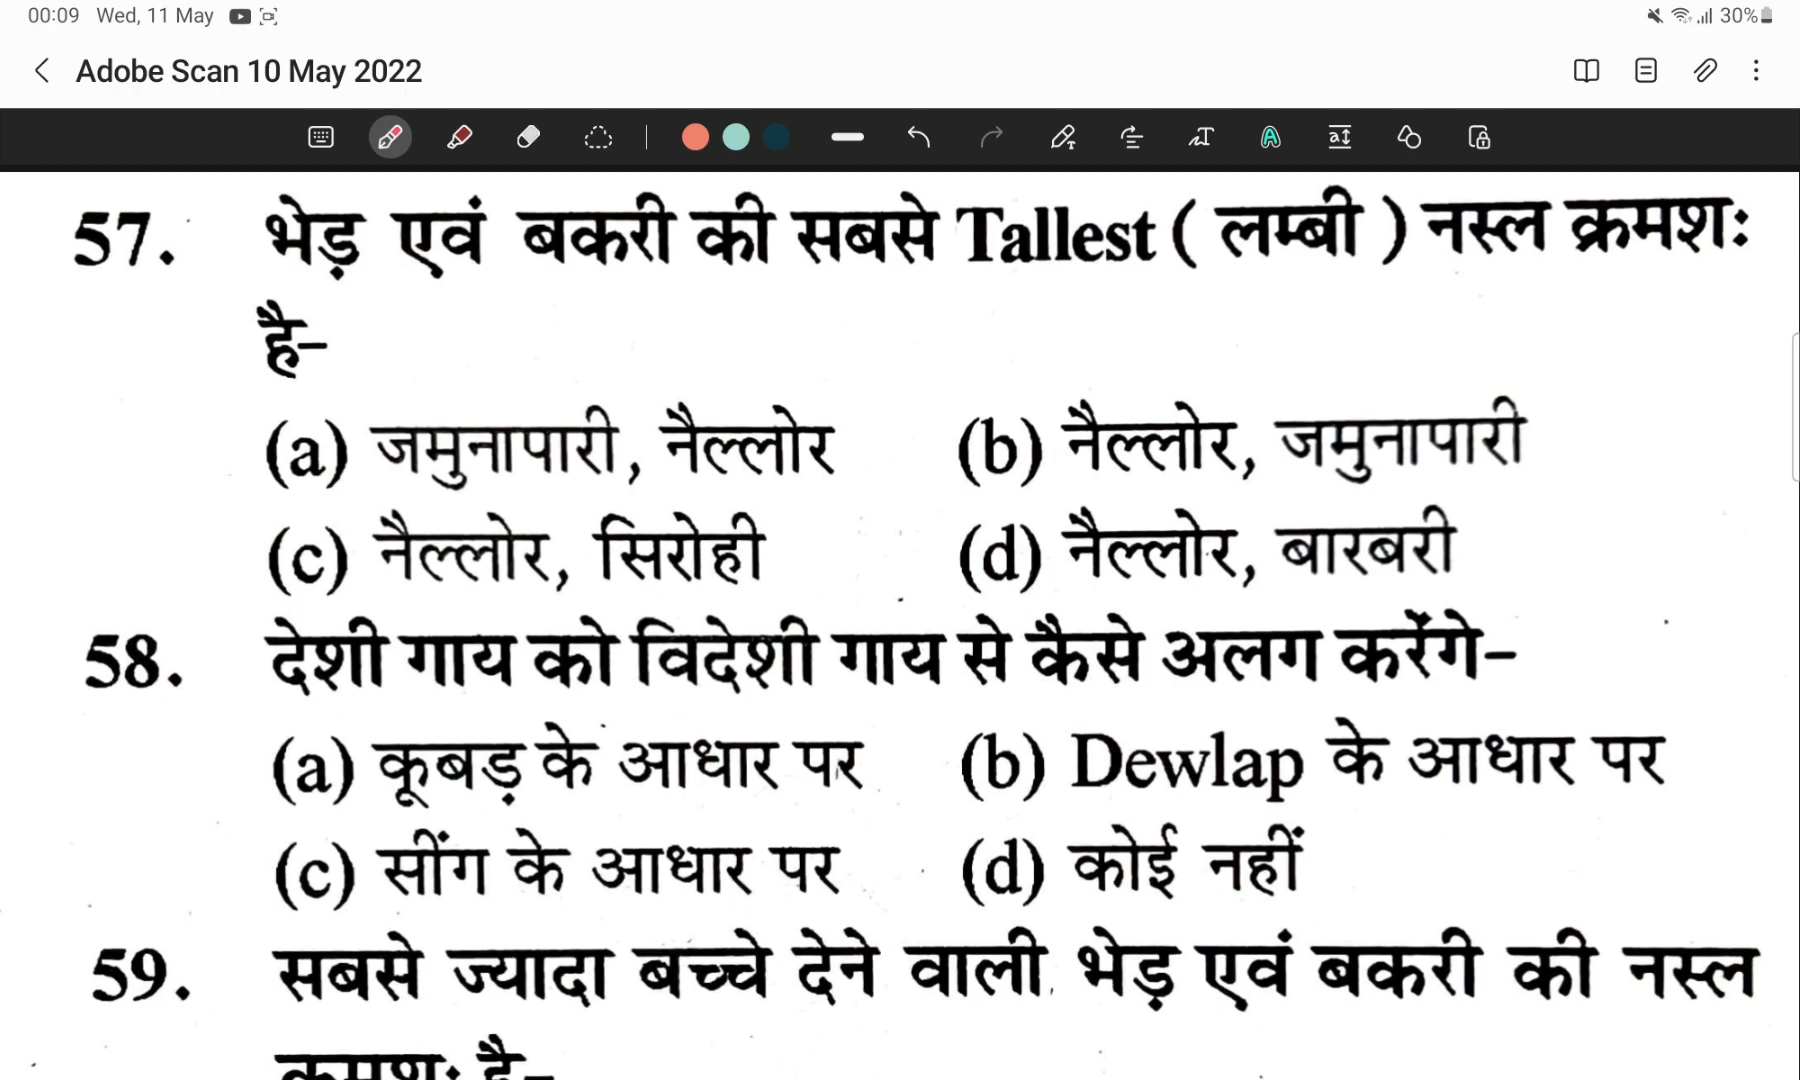 00:09 Wed, 11 May 30%
Adobe Scan 10 May 2022
57. भेड़ एवं बकरी की सबसे Tallest ( लम्बी ) नस्ल क्रमशः
है-
(a) जमुनापारी, नैल्लोर (b) नैल्लोर, जमुनापारी
(c) नैल्लोर, सिरोही (d) नैल्लोर, बारबरी
58. देशी गाय को विदेशी गाय से कैसे अलग करेंगे-
(a) कूबड़ के आधार पर (b) Dewlap के आधार पर
(c) सींग के आधार पर (d) कोई नहीं
59. सबसे ज्यादा बच्चे देने वाली भेड़ एवं बकरी की नस्ल
क्रमशः है-